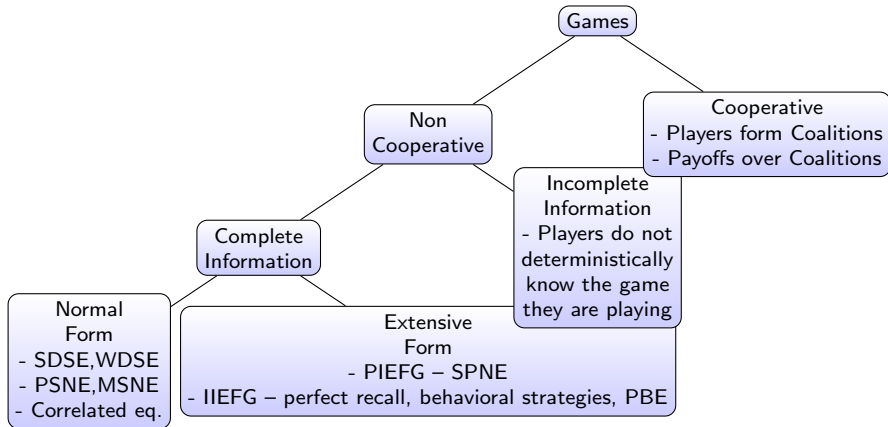 Games
Non
Cooperative
Cooperative
- Players form Coalitions
- Payoffs over Coalitions
Complete
Information
Incomplete
Information
- Players do not
deterministically
know the game
they are playing
Normal
Form
- SDSE,WDSE
- PSNE,MSNE
- Correlated eq.
Extensive
Form
- PIEFG – SPNE
- IIEFG – perfect recall, behavioral strategies, PBE